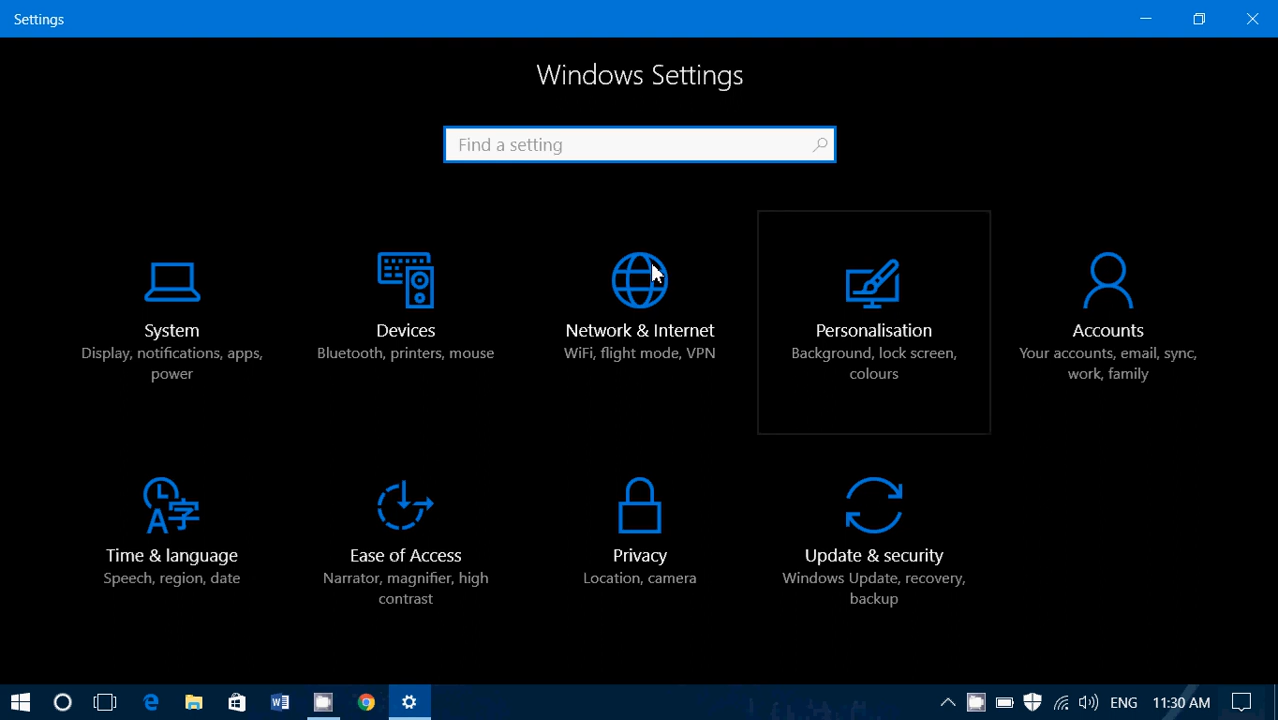 Settings
Windows Settings
Find a setting
System
Display, notifications, apps,
power
Devices
Bluetooth, printers, mouse
Network & Internet
WiFi, flight mode, VPN
Personalisation
Background, lock screen,
colours
Accounts
Your accounts, email, sync,
work, family
Time & language
Speech, region, date
Ease of Access
Narrator, magnifier, high
contrast
Privacy
Location, camera
Update & security
Windows Update, recovery,
backup
ENG 11:30 AM